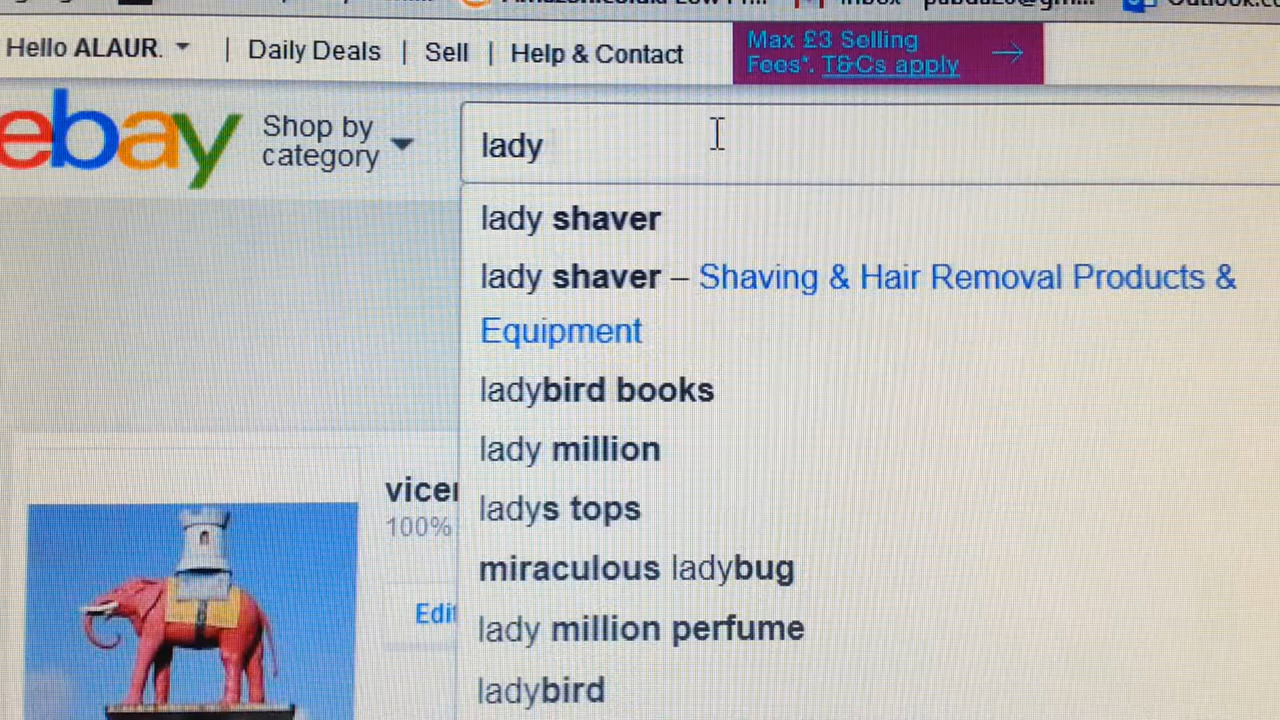 Hello ALAUR.
Daily Deals
Sell
Help & Contact
Max £3 Selling
Fees*. T&Cs apply
ebay
Shop by
category
lady
lady shaver
lady shaver – Shaving & Hair Removal Products &
Equipment
ladybird books
lady million
ladys tops
miraculous ladybug
lady million perfume
ladybird
100%